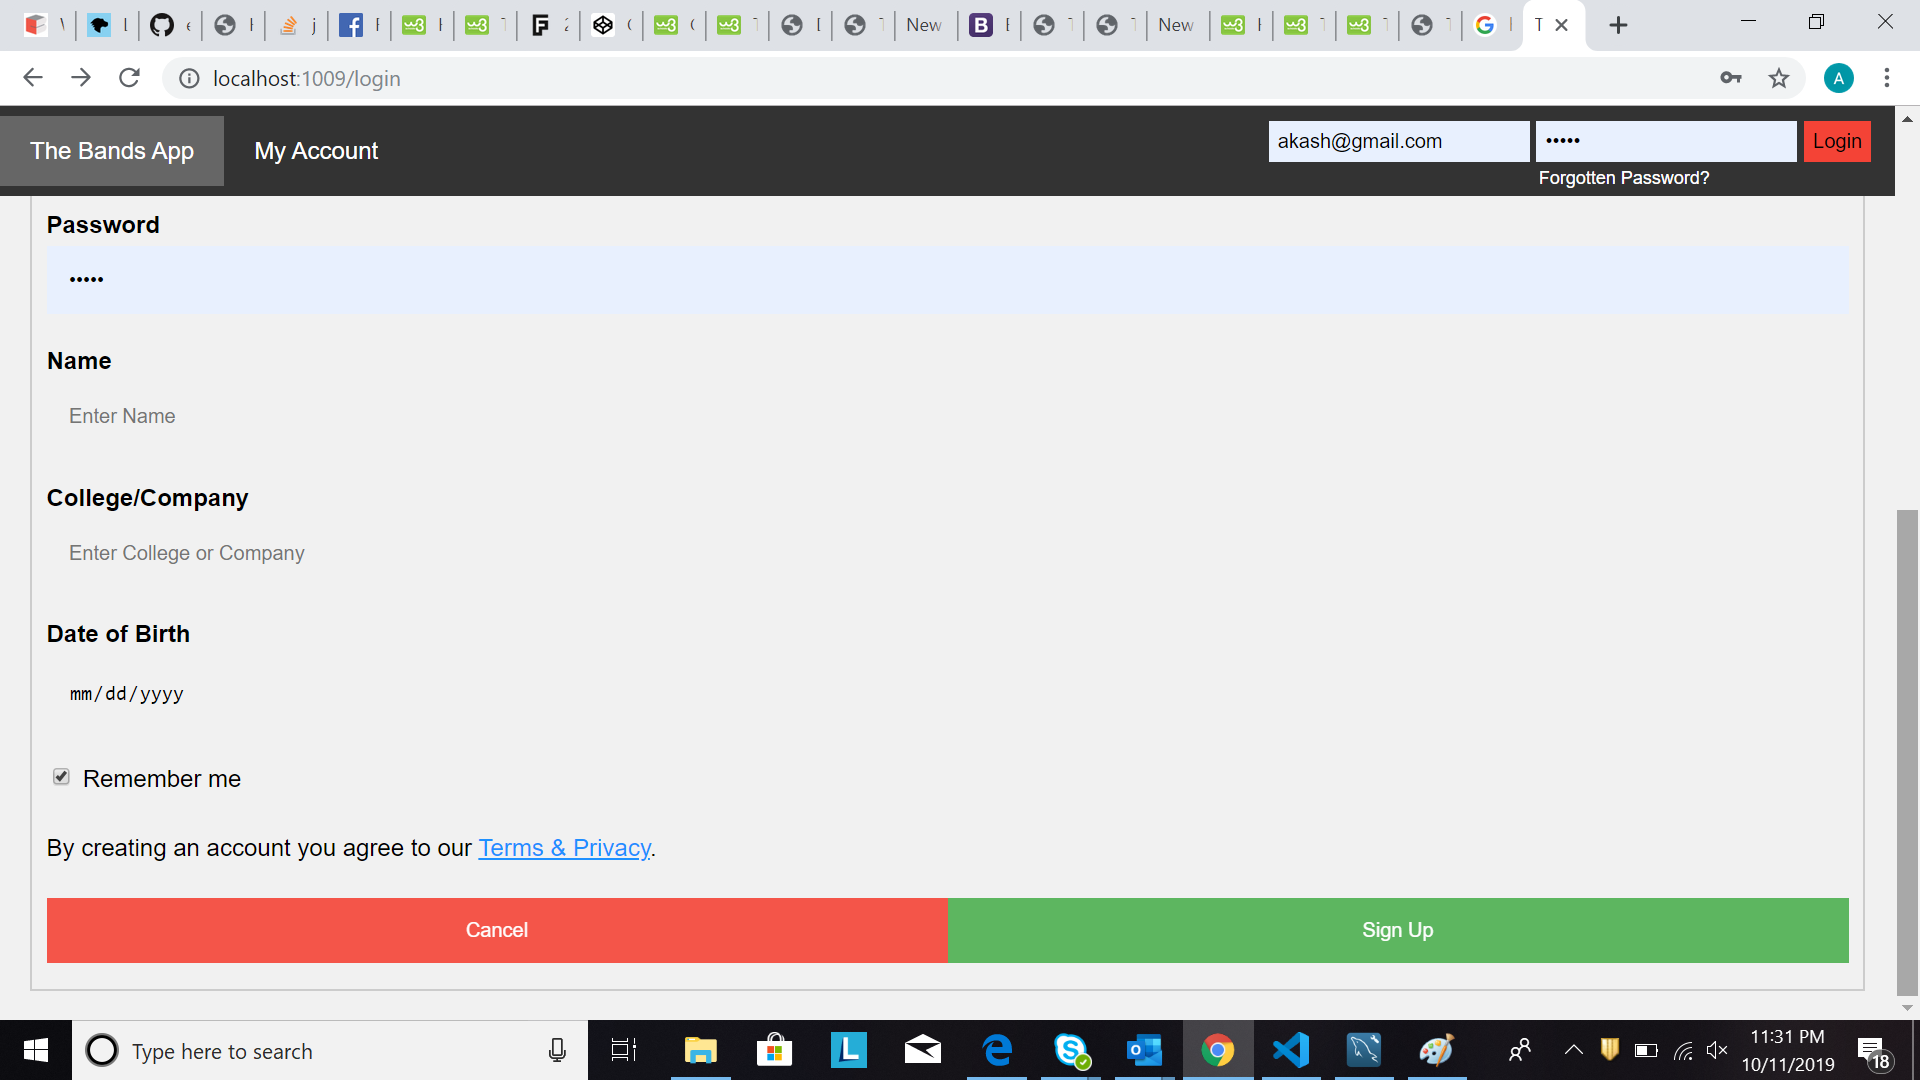 New
New
localhost:1009/login
A
The Bands App
My Account
akash@gmail.com
•••••
Login
Forgotten Password?
Password
•••••
Name
Enter Name
College/Company
Enter College or Company
Date of Birth
mm/dd/yyyy
Remember me
By creating an account you agree to our Terms & Privacy.
Cancel
Sign Up
Type here to search
11:31 PM
10/11/2019
18